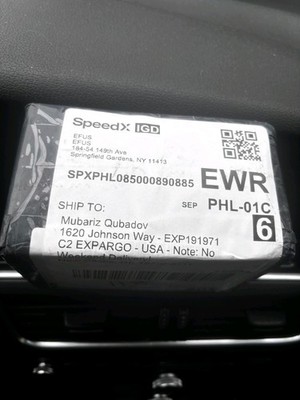 SpeedX IGD
EFUS
EFUS
184-54 149th Ave
Springfield Gardens, NY 11413
SPXPHL085000890885
EWR
SEP PHL-01C
6
SHIP TO:
Mubariz Qubadov
1620 Johnson Way - EXP191971
C2 EXPARGO - USA - Note: No